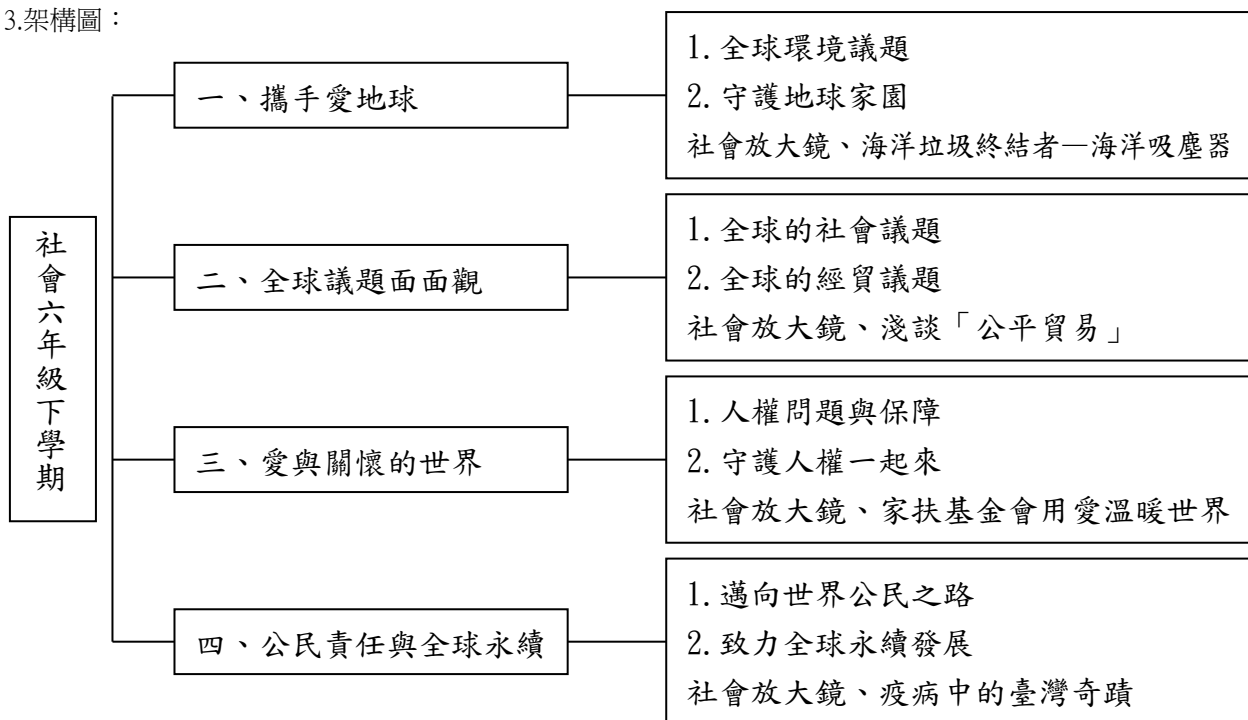 3.架構圖：
社會六年級下學期
一、攜手愛地球
1.全球環境議題
2.守護地球家園
社會放大鏡、海洋垃圾終結者─海洋吸塵器
二、全球議題面面觀
1.全球的社會議題
2.全球的經貿議題
社會放大鏡、淺談「公平貿易」
三、愛與關懷的世界
1.人權問題與保障
2.守護人權一起來
社會放大鏡、家扶基金會用愛溫暖世界
四、公民責任與全球永續
1.邁向世界公民之路
2.致力全球永續發展
社會放大鏡、疫病中的臺灣奇蹟